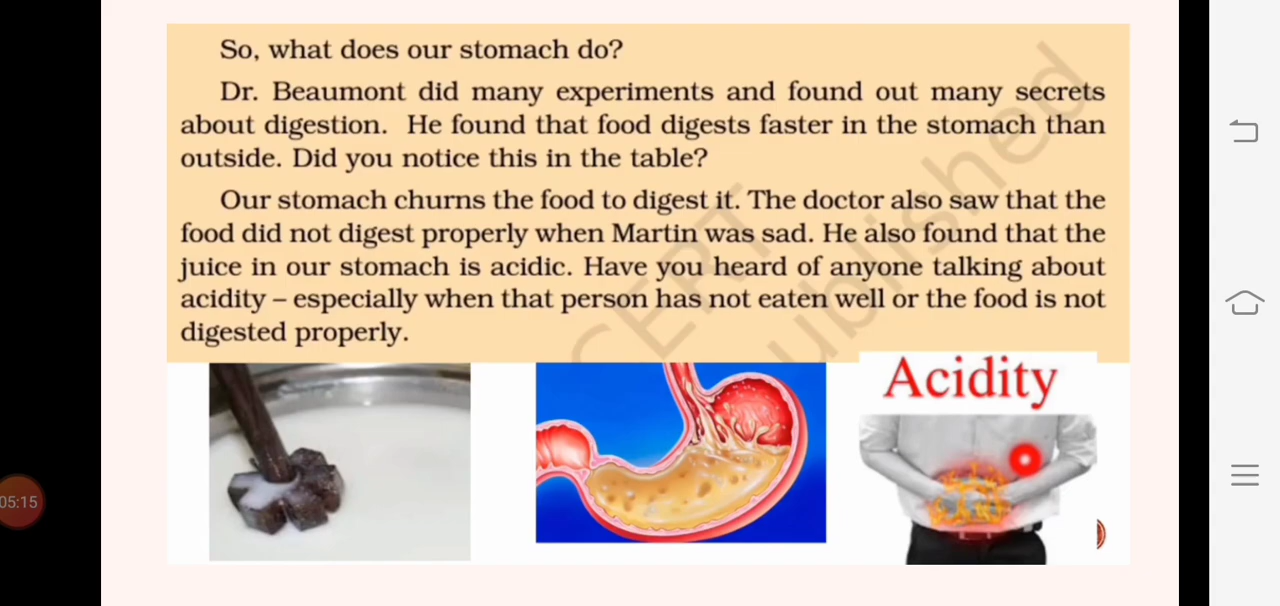 So, what does our stomach do?
Dr. Beaumont did many experiments and found out many secrets
about digestion. He found that food digests faster in the stomach than
outside. Did you notice this in the table?
Our stomach churns the food to digest it. The doctor also saw that the
food did not digest properly when Martin was sad. He also found that the
juice in our stomach is acidic. Have you heard of anyone talking about
acidity – especially when that person has not eaten well or the food is not
digested properly.
CERT
ublished
Acidity
05:15